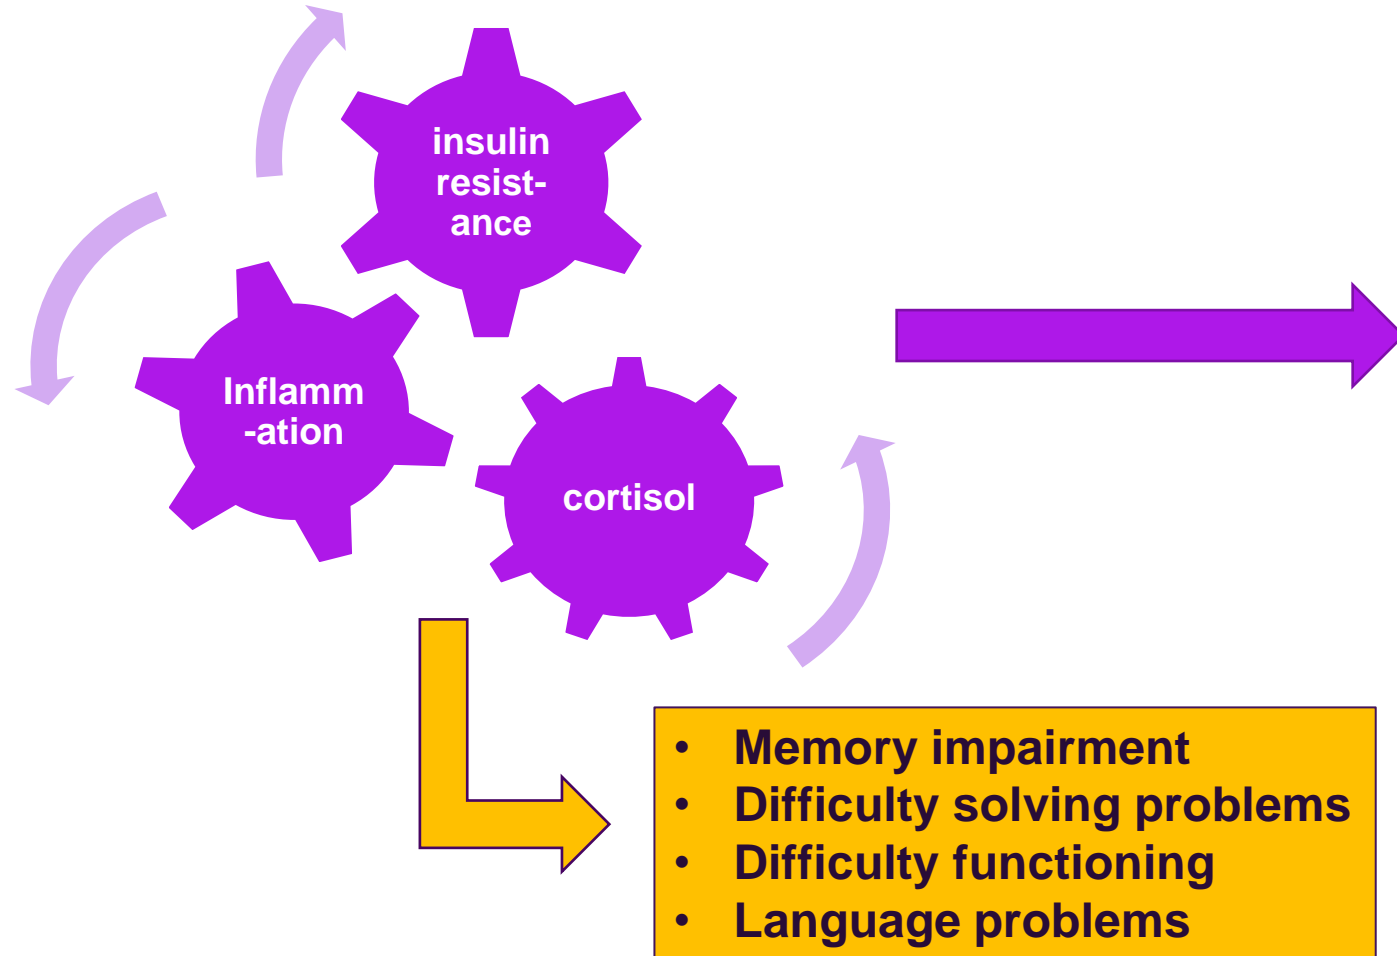 insulin
resist-
ance
Inflamm
-ation
cortisol
• Memory impairment
• Difficulty solving problems
• Difficulty functioning
• Language problems